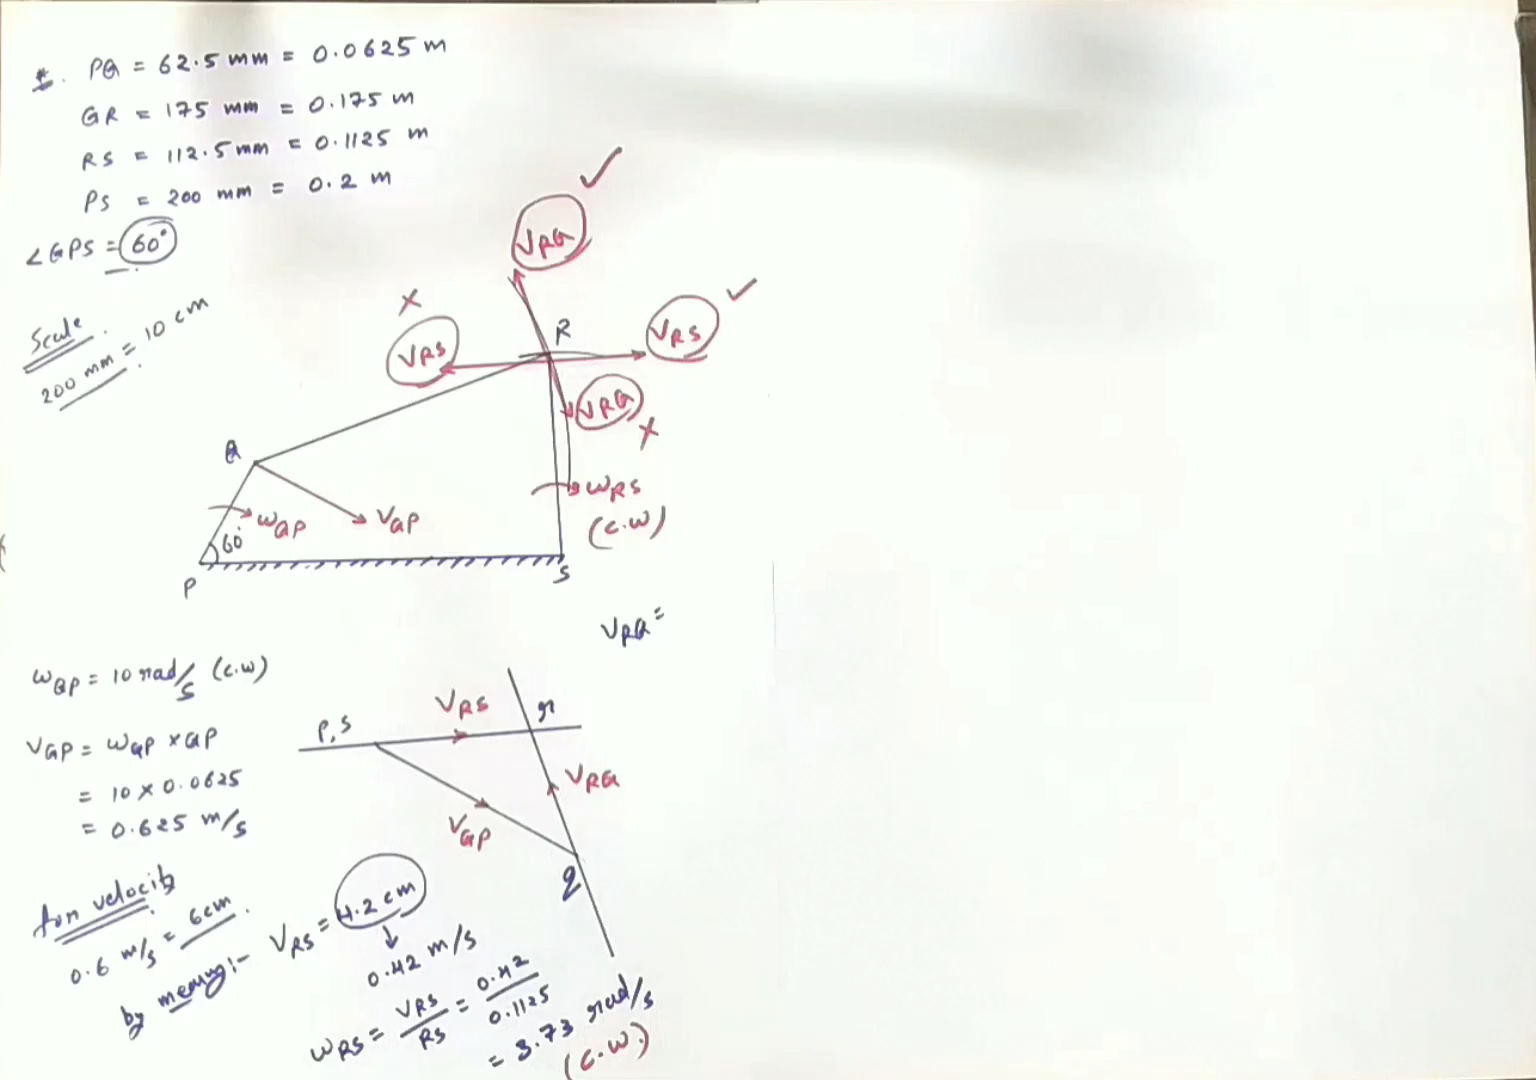 *. PQ = 62.5 mm = 0.0625 m
QR = 175 mm = 0.175 m
RS = 112.5 mm = 0.1125 m
PS = 200 mm = 0.2 m
∠QPS = 60°
Scale
200 mm = 10 cm
VRQ
VRS
R
VRS
VRQ
Q
ωQP
VQP
60°
ωRS
(C.W)
P
S
VRQ =
ωQP = 10 rad/s (C.W)
VQP = ωQP × QP
= 10 × 0.0625
= 0.625 m/s
P,S
VRS
r
VRQ
VQP
q
for velocity
0.6 m/s = 6cm
by meauring:- VRS = 4.2 cm
0.42 m/s
ωRS = VRS/RS = 0.42/0.1125
= 3.73 rad/s
(C.W.)